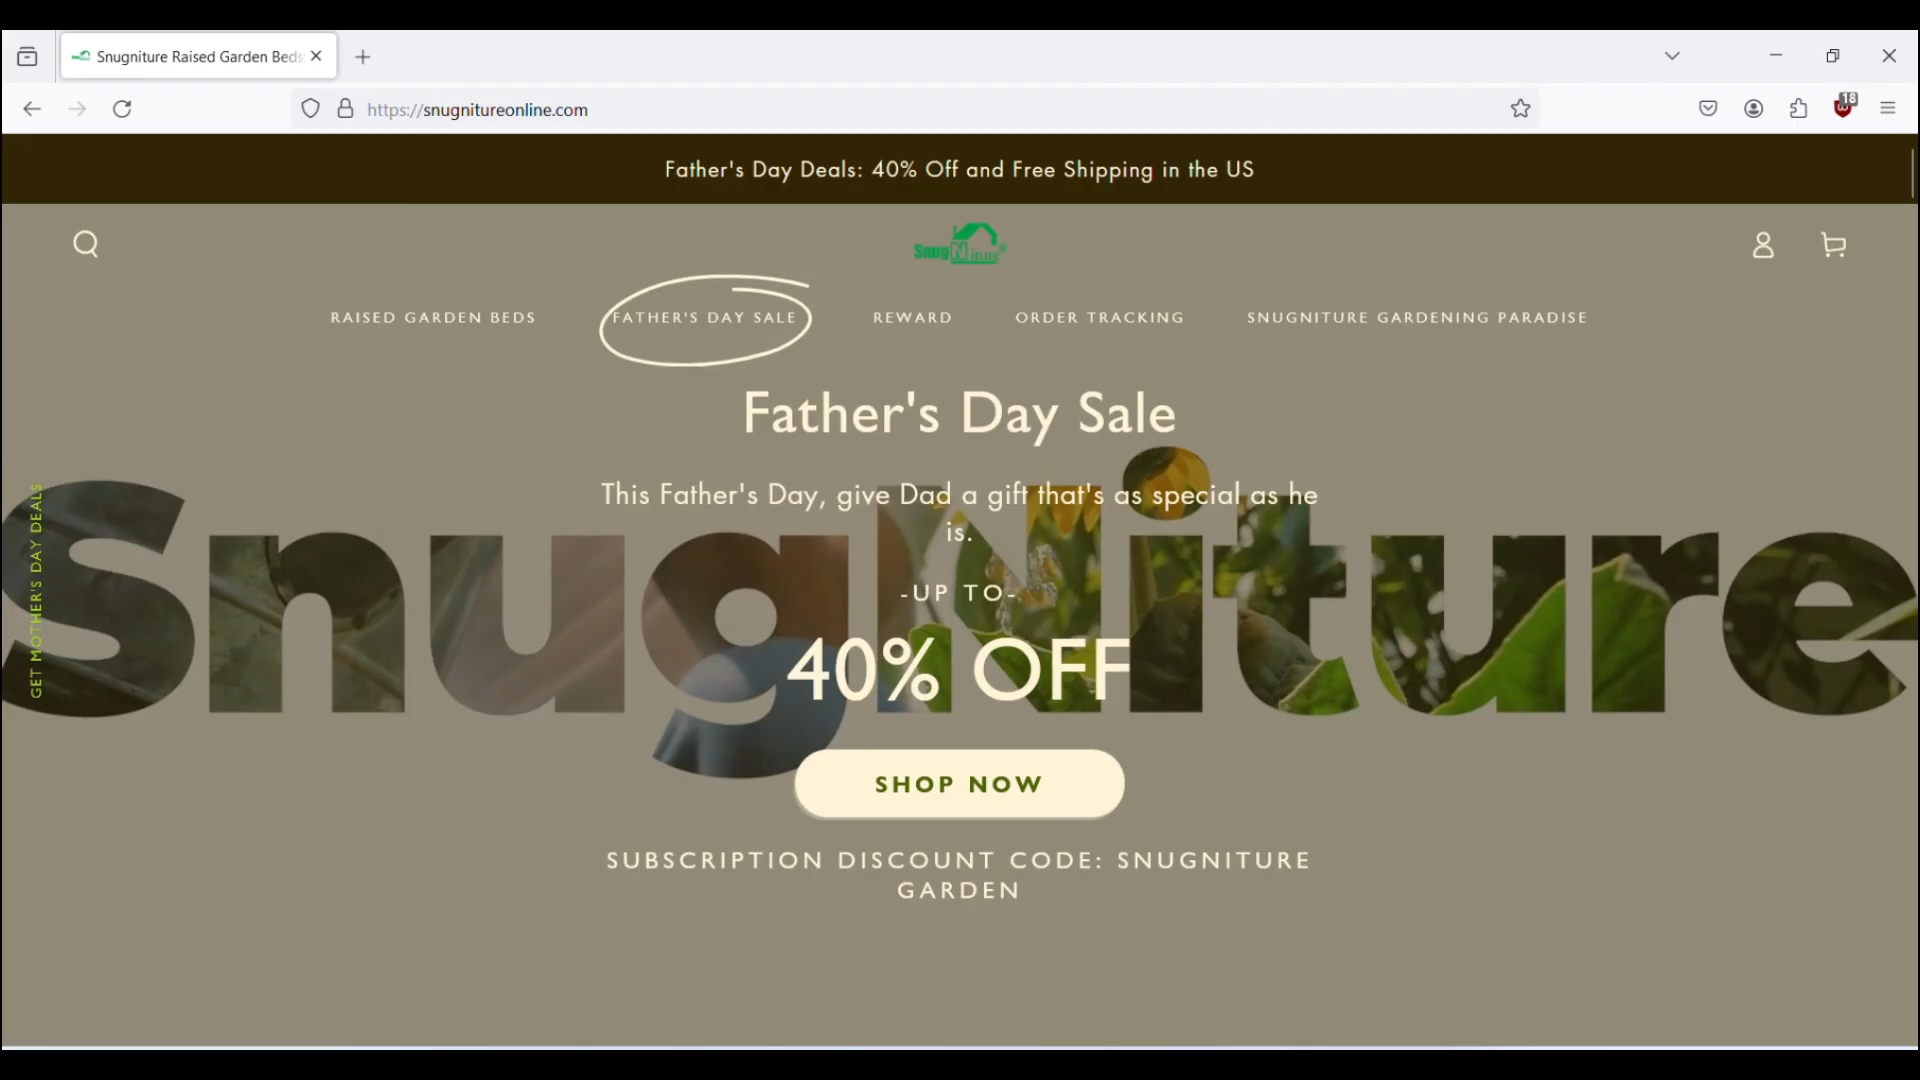 Snugniture Raised Garden Beds
https://snugnitureonline.com
18
Father's Day Deals: 40% Off and Free Shipping in the US
SnugNiture®
RAISED GARDEN BEDS
FATHER'S DAY SALE
REWARD
ORDER TRACKING
SNUGNITURE GARDENING PARADISE
Father's Day Sale
This Father's Day, give Dad a gift that's as special as he
is.
-UP TO-
40% OFF
SnugNiture
GET MOTHER'S DAY DEALS
SHOP NOW
SUBSCRIPTION DISCOUNT CODE: SNUGNITURE
GARDEN